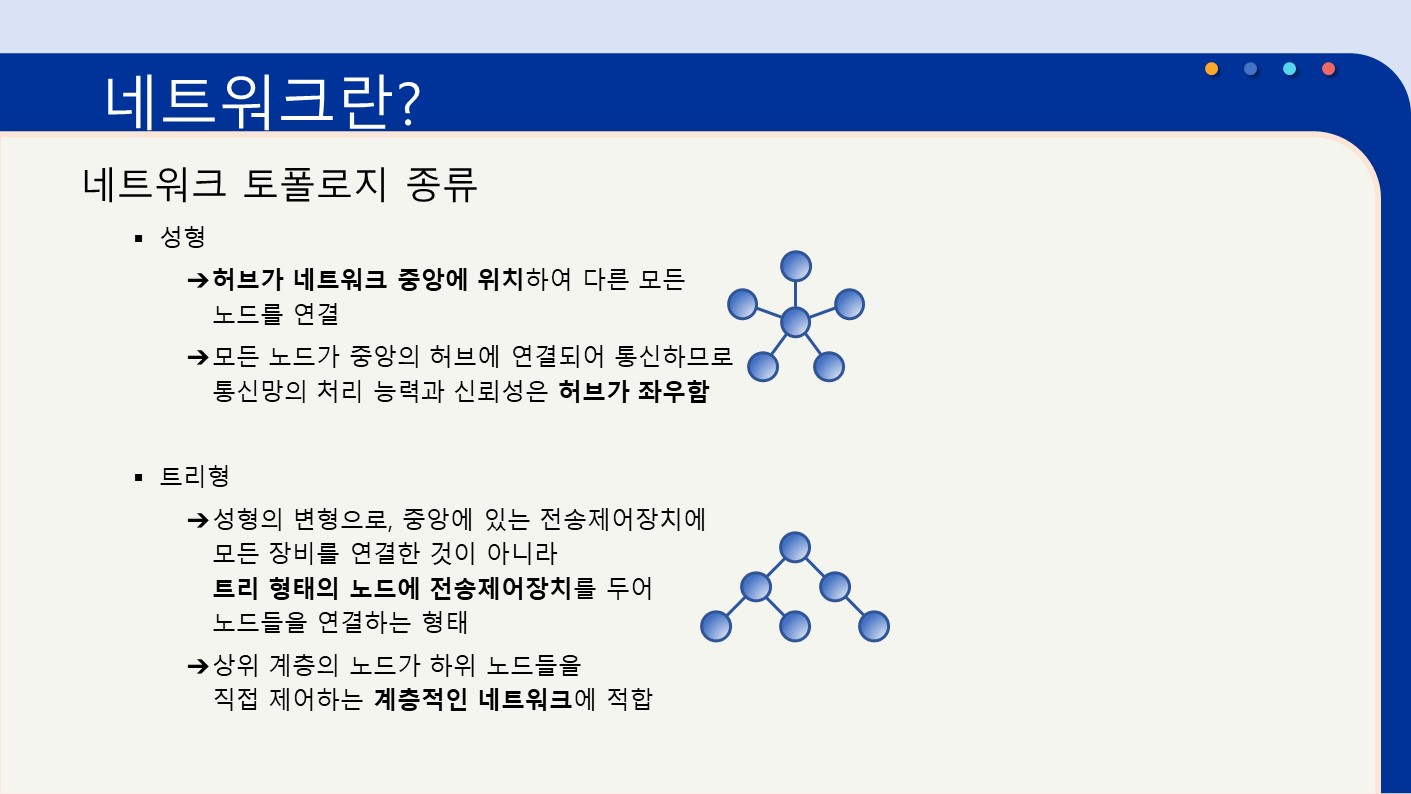 네트워크란?
네트워크 토폴로지 종류
▪ 성형
➔허브가 네트워크 중앙에 위치하여 다른 모든
노드를 연결
➔모든 노드가 중앙의 허브에 연결되어 통신하므로
통신망의 처리 능력과 신뢰성은 허브가 좌우함
▪ 트리형
➔성형의 변형으로, 중앙에 있는 전송제어장치에
모든 장비를 연결한 것이 아니라
트리 형태의 노드에 전송제어장치를 두어
노드들을 연결하는 형태
➔상위 계층의 노드가 하위 노드들을
직접 제어하는 계층적인 네트워크에 적합